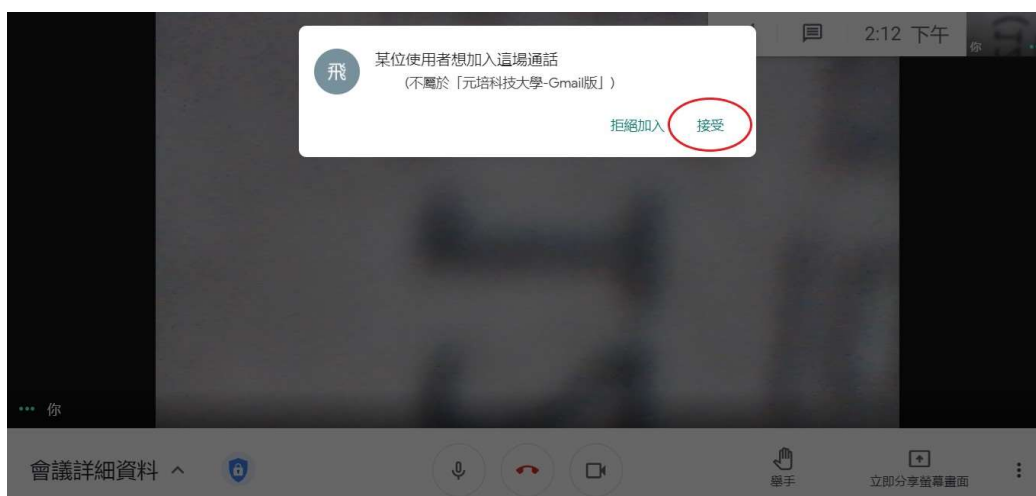 某位使用者想加入這場通話
飛
(不屬於「元培科技大學-Gmail版」)
拒絕加入 接受
2:12 下午
你
你
會議詳細資料
舉手
立即分享螢幕畫面